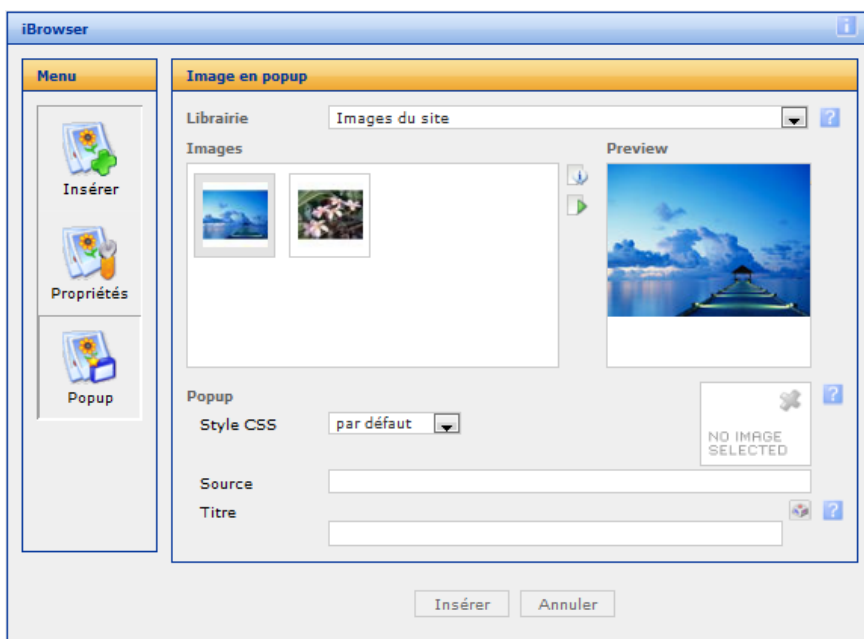 iBrowser
Menu
Insérer
Propriétés
Popup
Image en popup
Librairie
Images du site
Images
Preview
Popup
Style CSS
par défaut
NO IMAGE
SELECTED
Source
Titre
Insérer
Annuler